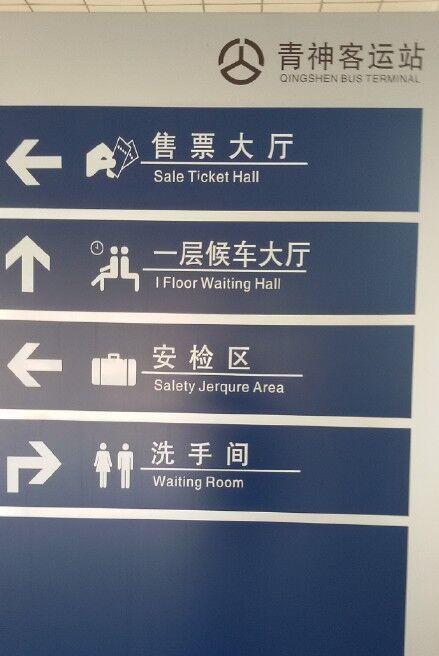 青神客运站
QINGSHEN BUS TERMINAL
售票大厅
Sale Ticket Hall
一层候车大厅
I Floor Waiting Hall
安检区
Salety Jerqure Area
洗手间
Waiting Room